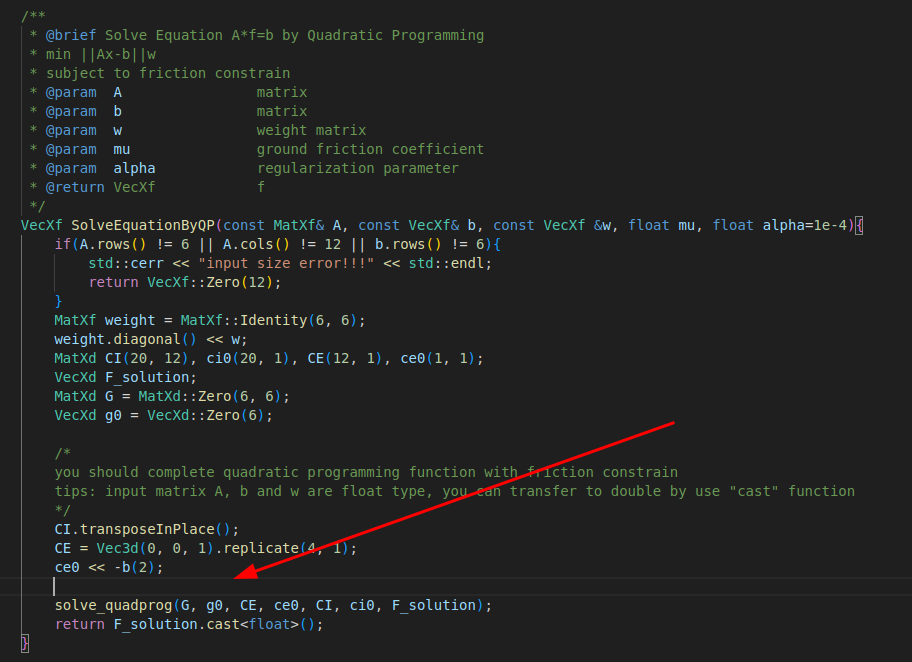 /**
 * @brief Solve Equation A*f=b by Quadratic Programming
 * min ||Ax-b||w
 * subject to friction constrain
 * @param  A                matrix
 * @param  b                matrix
 * @param  w                weight matrix
 * @param  mu               ground friction coefficient
 * @param  alpha            regularization parameter
 * @return VecXf            f
 */
VecXf SolveEquationByQP(const MatXf& A, const VecXf& b, const VecXf &w, float mu, float alpha=1e-4){
    if(A.rows() != 6 || A.cols() != 12 || b.rows() != 6){
        std::cerr << "input size error!!!" << std::endl;
        return VecXf::Zero(12);
    }
    MatXf weight = MatXf::Identity(6, 6);
    weight.diagonal() << w;
    MatXd CI(20, 12), ci0(20, 1), CE(12, 1), ce0(1, 1);
    VecXd F_solution;
    MatXd G = MatXd::Zero(6, 6);
    VecXd g0 = VecXd::Zero(6);
    /*
    you should complete quadratic programming function with friction constrain
    tips: input matrix A, b and w are float type, you can transfer to double by use "cast" function
    */
    CI.transposeInPlace();
    CE = Vec3d(0, 0, 1).replicate(4, 1);
    ce0 << -b(2);
    solve_quadprog(G, g0, CE, ce0, CI, ci0, F_solution);
    return F_solution.cast<float>();
}